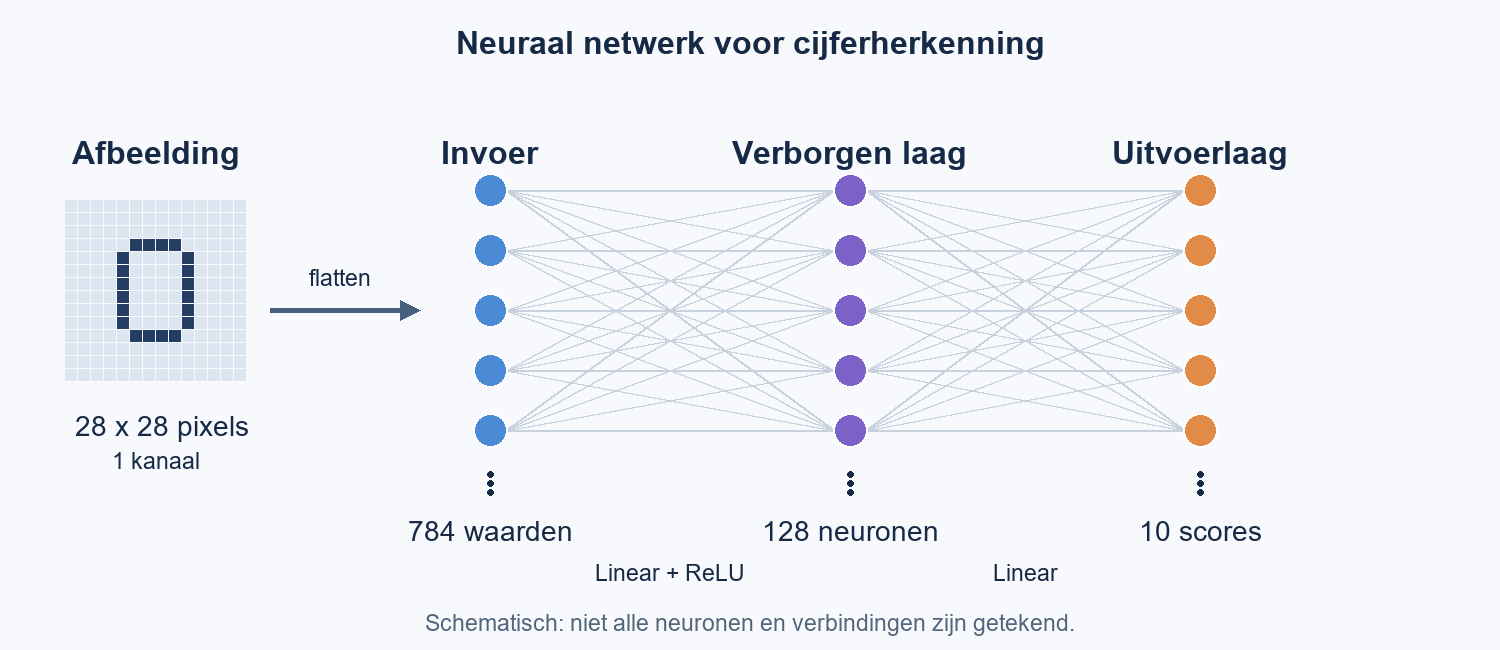 Neuraal netwerk voor cijferherkenning
Afbeelding
Invoer
Verborgen laag
Uitvoerlaag
flatten
28 x 28 pixels
1 kanaal
784 waarden
128 neuronen
10 scores
Linear + ReLU
Linear
Schematisch: niet alle neuronen en verbindingen zijn getekend.